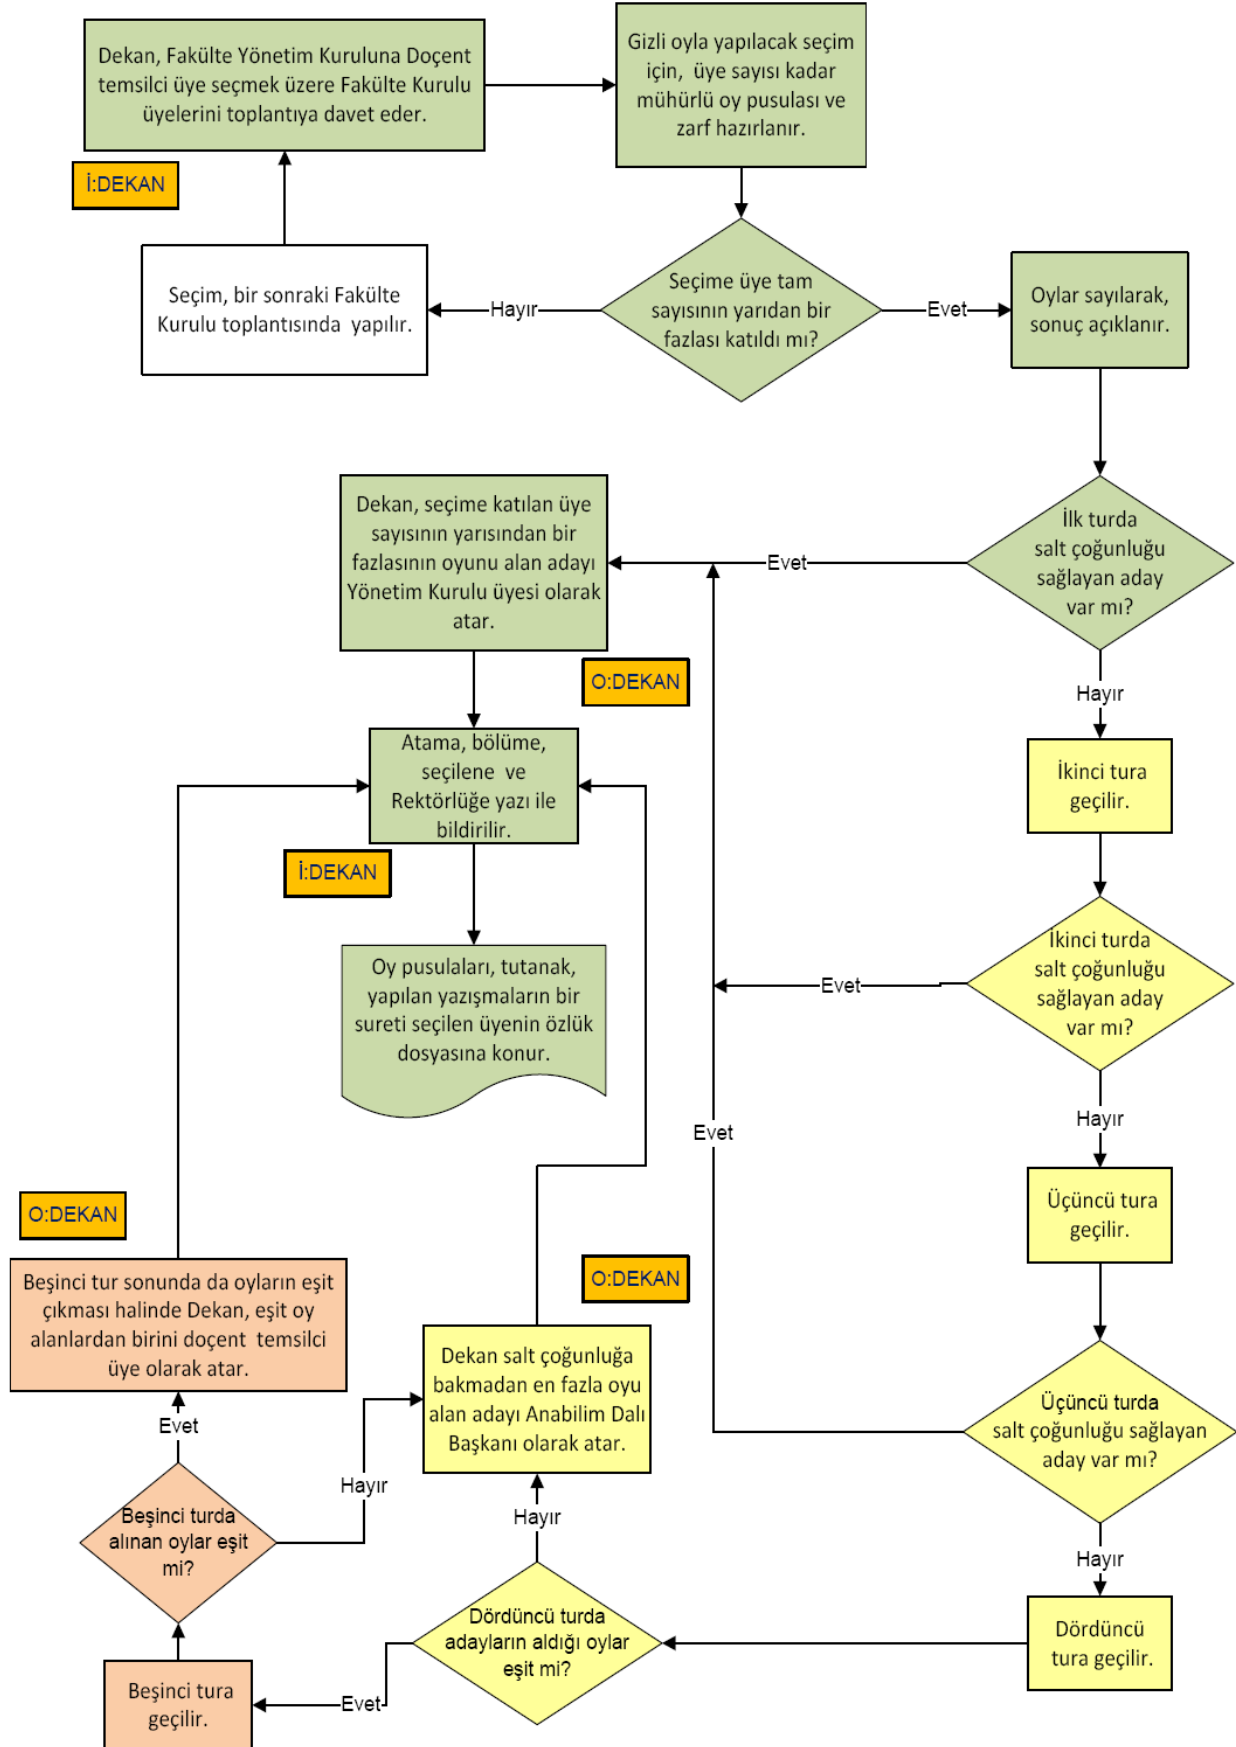 Dekan, Fakülte Yönetim Kuruluna Doçent
temsilci üye seçmek üzere Fakülte Kurulu
üyelerini toplantıya davet eder.
İ:DEKAN
Gizli oyla yapılacak seçim
için, üye sayısı kadar
mühürlü oy pusulası ve
zarf hazırlanır.
Seçime üye tam
sayısının yarıdan bir
fazlası katıldı mı?
Hayır
Seçim, bir sonraki Fakülte
Kurulu toplantısında yapılır.
Evet
Oylar sayılarak,
sonuç açıklanır.
İlk turda
salt çoğunluğu
sağlayan aday
var mı?
Evet
Dekan, seçime katılan üye
sayısının yarısından bir
fazlasının oyunu alan adayı
Yönetim Kurulu üyesi olarak
atar.
O:DEKAN
Atama, bölüme,
seçilene ve
Rektörlüğe yazı ile
bildirilir.
İ:DEKAN
Oy pusulaları, tutanak,
yapılan yazışmaların bir
sureti seçilen üyenin özlük
dosyasına konur.
Hayır
İkinci tura
geçilir.
İkinci turda
salt çoğunluğu
sağlayan aday
var mı?
Evet
Hayır
Evet
Üçüncü tura
geçilir.
Üçüncü turda
salt çoğunluğu sağlayan
aday var mı?
Hayır
Dördüncü
tura geçilir.
Dördüncü turda
adayların aldığı oylar
eşit mi?
Hayır
O:DEKAN
Dekan salt çoğunluğa
bakmadan en fazla oyu
alan adayı Anabilim Dalı
Başkanı olarak atar.
Evet
Beşinci tura
geçilir.
Beşinci turda
alınan oylar eşit
mi?
Hayır
Evet
O:DEKAN
Beşinci tur sonunda da oyların eşit
çıkması halinde Dekan, eşit oy
alanlardan birini doçent temsilci
üye olarak atar.